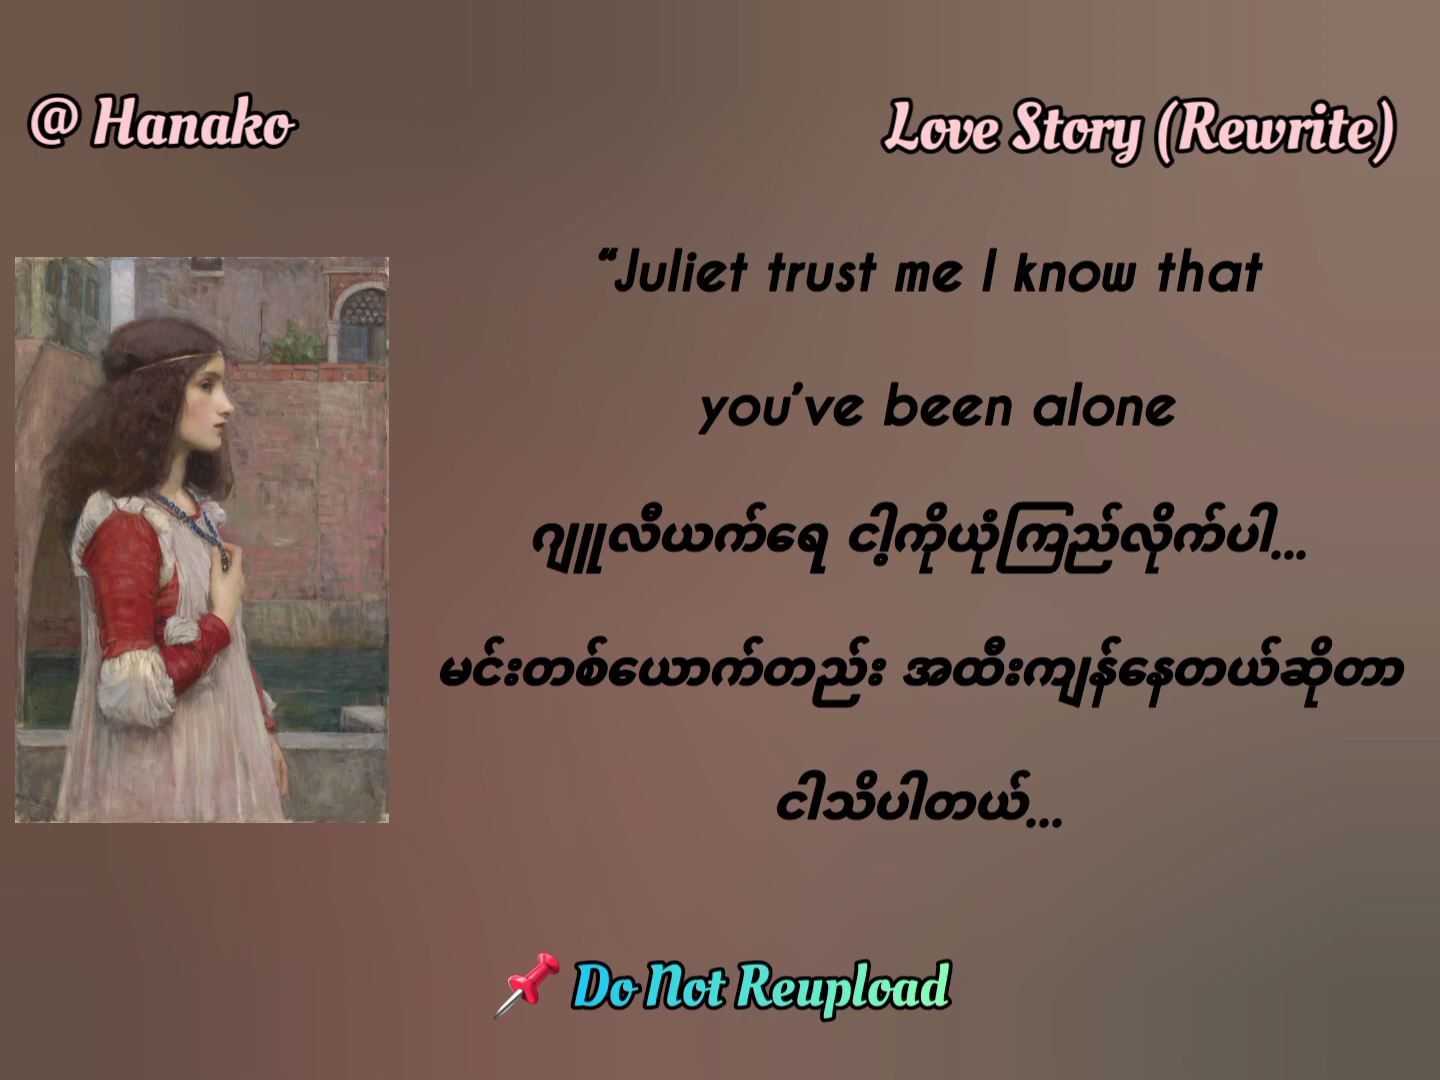 @ Hanako
Love Story (Rewrite)
“Juliet trust me I know that
you’ve been alone
ဂျူလီယက်ရေ ငါ့ကိုယုံကြည်လိုက်ပါ...
မင်းတစ်ယောက်တည်း အထီးကျန်နေတယ်ဆိုတာ
ငါသိပါတယ်...
📌 Do Not Reupload